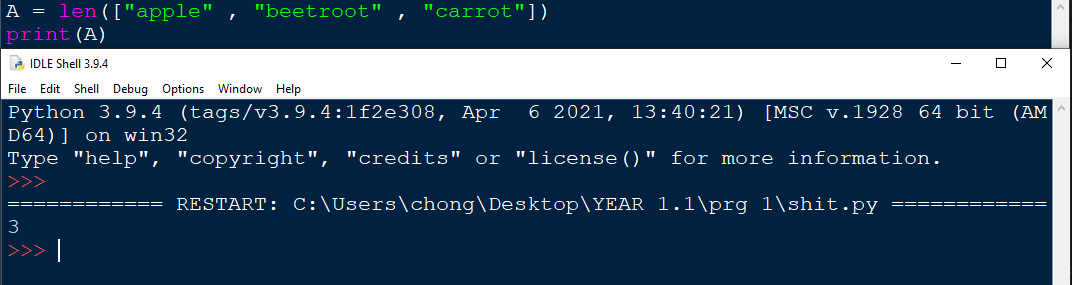 A = len(["apple" , "beetroot" , "carrot"])
print(A)
IDLE Shell 3.9.4
File Edit Shell Debug Options Window Help
Python 3.9.4 (tags/v3.9.4:1f2e308, Apr  6 2021, 13:40:21) [MSC v.1928 64 bit (AM
D64)] on win32
Type "help", "copyright", "credits" or "license()" for more information.
>>>
============ RESTART: C:\Users\chong\Desktop\YEAR 1.1\prg 1\shit.py ============
3
>>>